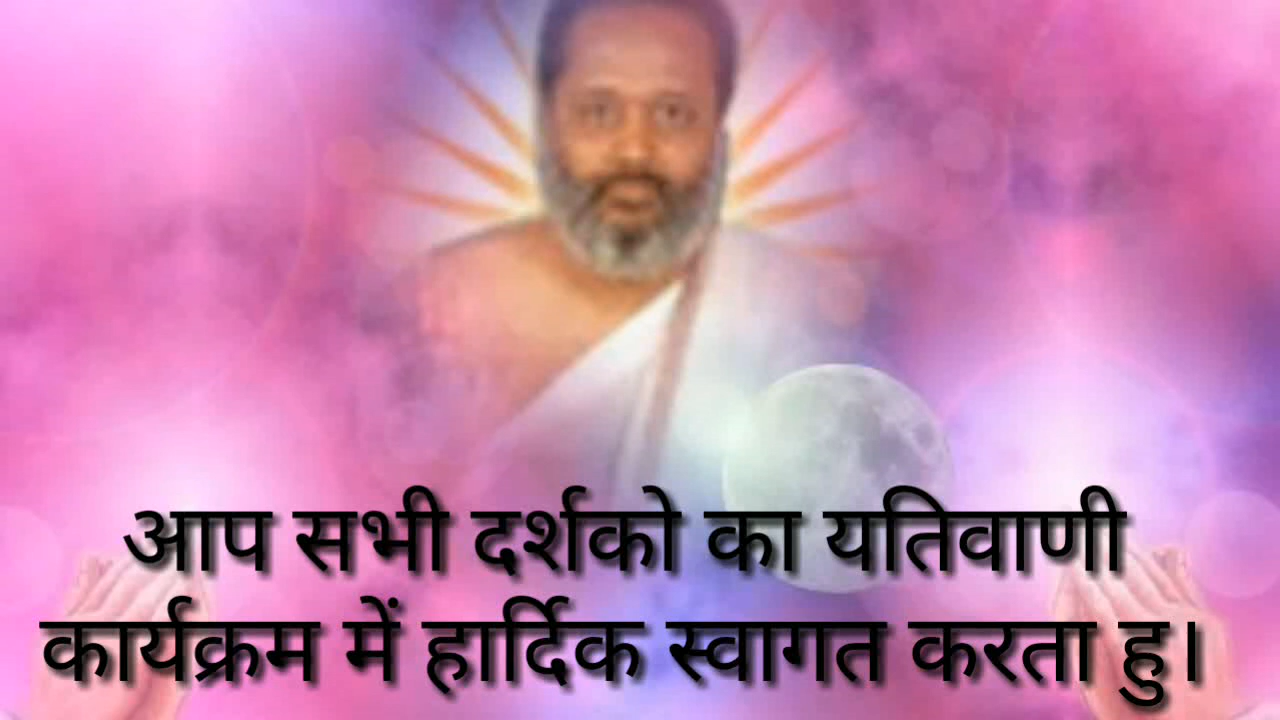 आप सभी दर्शको का यतिवाणी
कार्यक्रम में हार्दिक स्वागत करता हु।